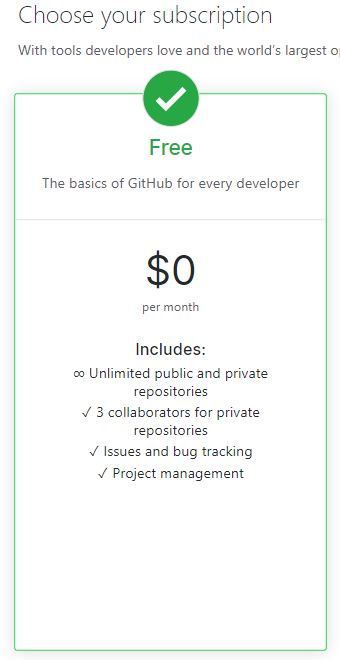 Choose your subscription
With tools developers love and the world's largest
Free
The basics of GitHub for every developer
$0
per month
Includes:
∞ Unlimited public and private
repositories
✓ 3 collaborators for private
repositories
✓ Issues and bug tracking
✓ Project management